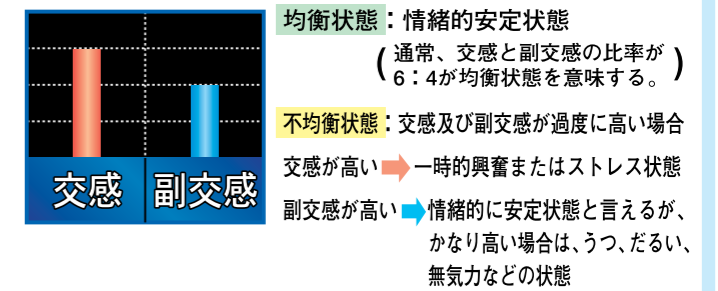 交感
副交感
均衡状態：情緒的安定状態
(通常、交感と副交感の比率が
6：4が均衡状態を意味する。)
不均衡状態：交感及び副交感が過度に高い場合
交感が高い➡一時的興奮またはストレス状態
副交感が高い➡情緒的に安定状態と言えるが、
かなり高い場合は、うつ、だるい、
無気力などの状態